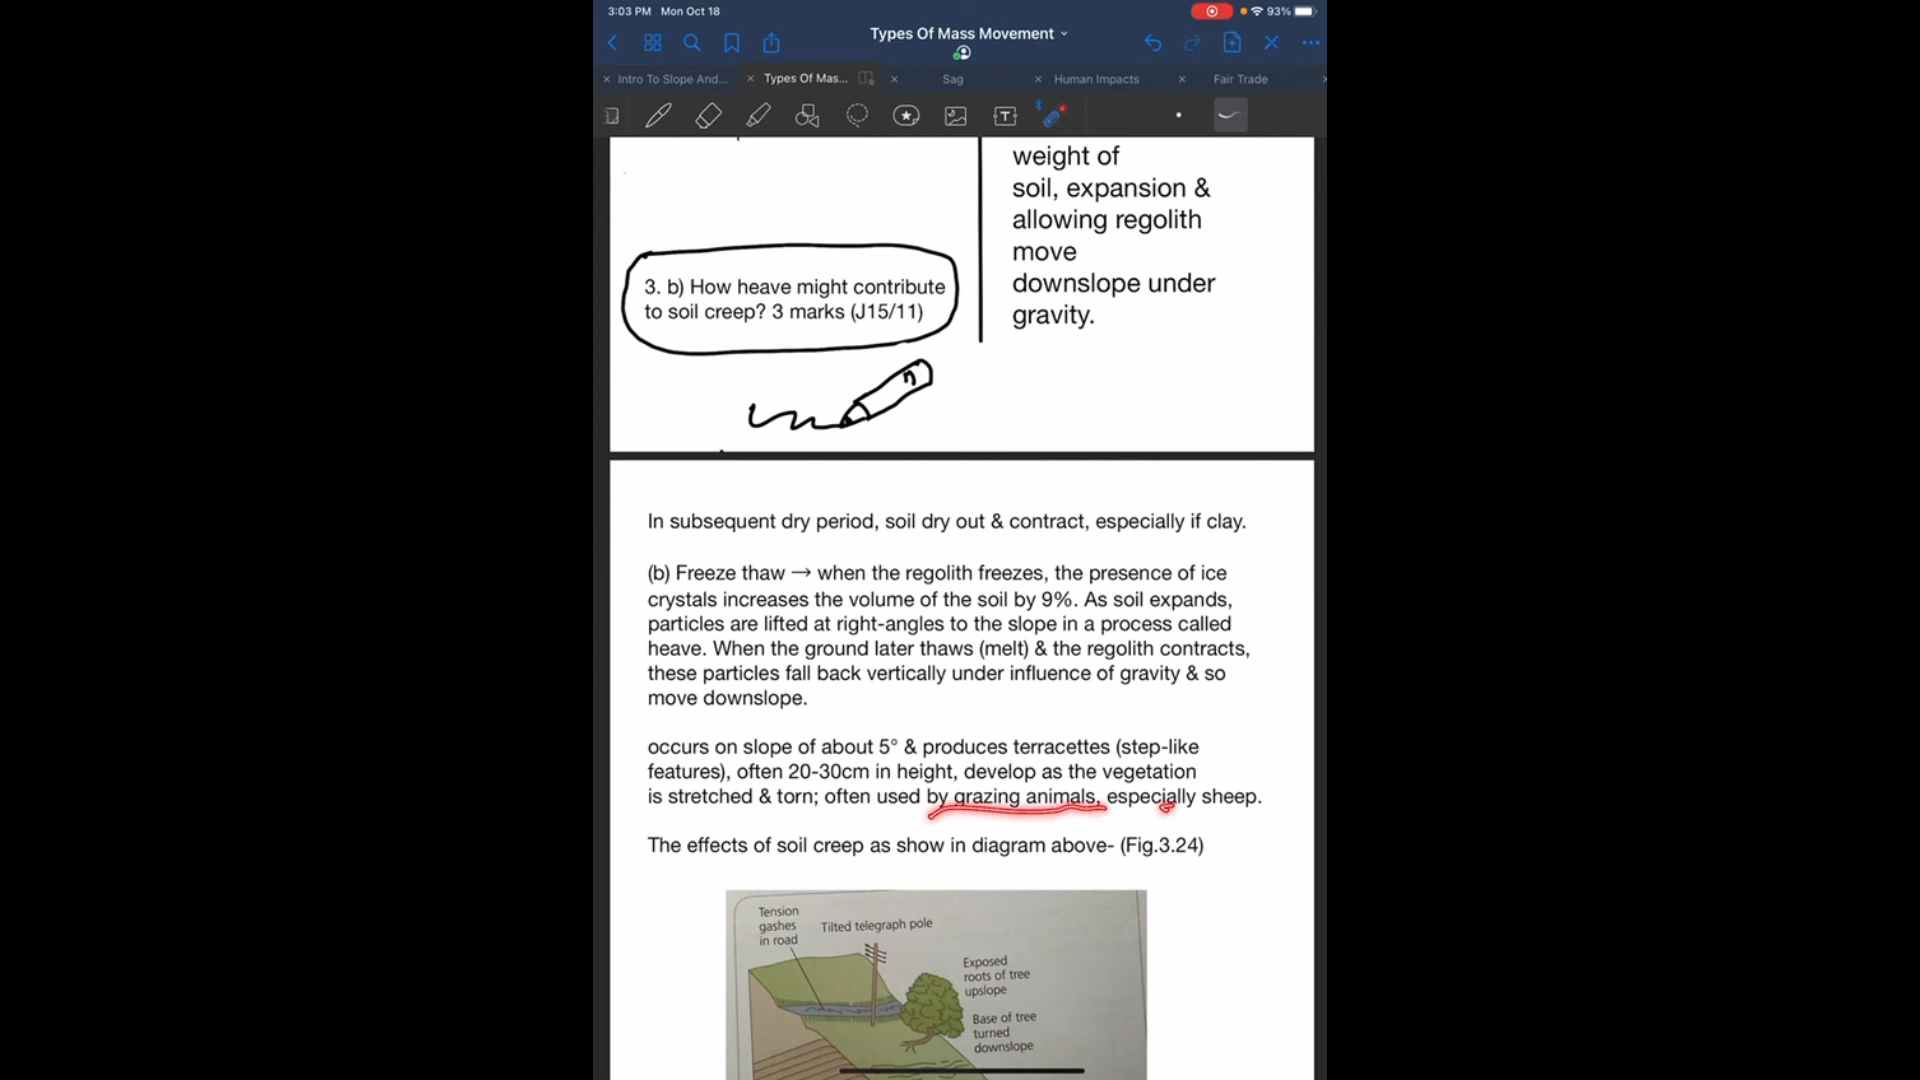 3:03 PM Mon Oct 18
93%
Types Of Mass Movement
Intro To Slope And...
Types Of Mas...
Sag
Human Impacts
Fair Trade
T
weight of
soil, expansion &
allowing regolith
move
downslope under
gravity.
3. b) How heave might contribute
to soil creep? 3 marks (J15/11)
In subsequent dry period, soil dry out & contract, especially if clay.
(b) Freeze thaw → when the regolith freezes, the presence of ice
crystals increases the volume of the soil by 9%. As soil expands,
particles are lifted at right-angles to the slope in a process called
heave. When the ground later thaws (melt) & the regolith contracts,
these particles fall back vertically under influence of gravity & so
move downslope.
occurs on slope of about 5° & produces terracettes (step-like
features), often 20-30cm in height, develop as the vegetation
is stretched & torn; often used by grazing animals, especially sheep.
The effects of soil creep as show in diagram above- (Fig.3.24)
Tension
gashes
in road
Tilted telegraph pole
Exposed
roots of tree
upslope
Base of tree
turned
downslope